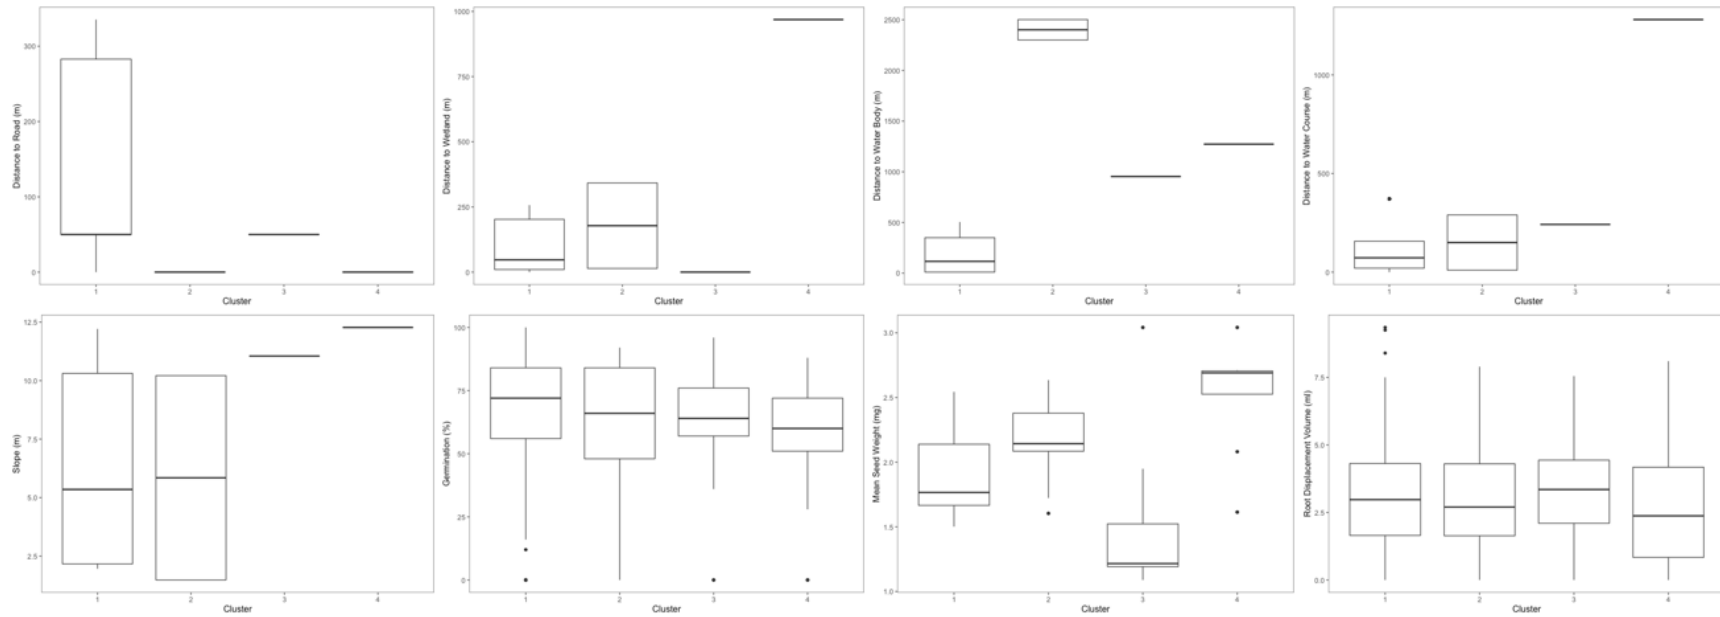 Distance to Road (m)
300
200
100
0
1 2 3 4
Cluster
Distance to Wetland (m)
1000
750
500
250
0
1 2 3 4
Cluster
Distance to Water Body (m)
2500
2000
1500
1000
500
0
1 2 3 4
Cluster
Distance to Water Course (m)
1000
500
0
1 2 3 4
Cluster
Slope (m)
12.5
10.0
7.5
5.0
2.5
1 2 3 4
Cluster
Germination (%)
100
75
50
25
0
1 2 3 4
Cluster
Mean Seed Weight (mg)
3.0
2.5
2.0
1.5
1.0
1 2 3 4
Cluster
Root Displacement Volume (ml)
7.5
5.0
2.5
0.0
1 2 3 4
Cluster